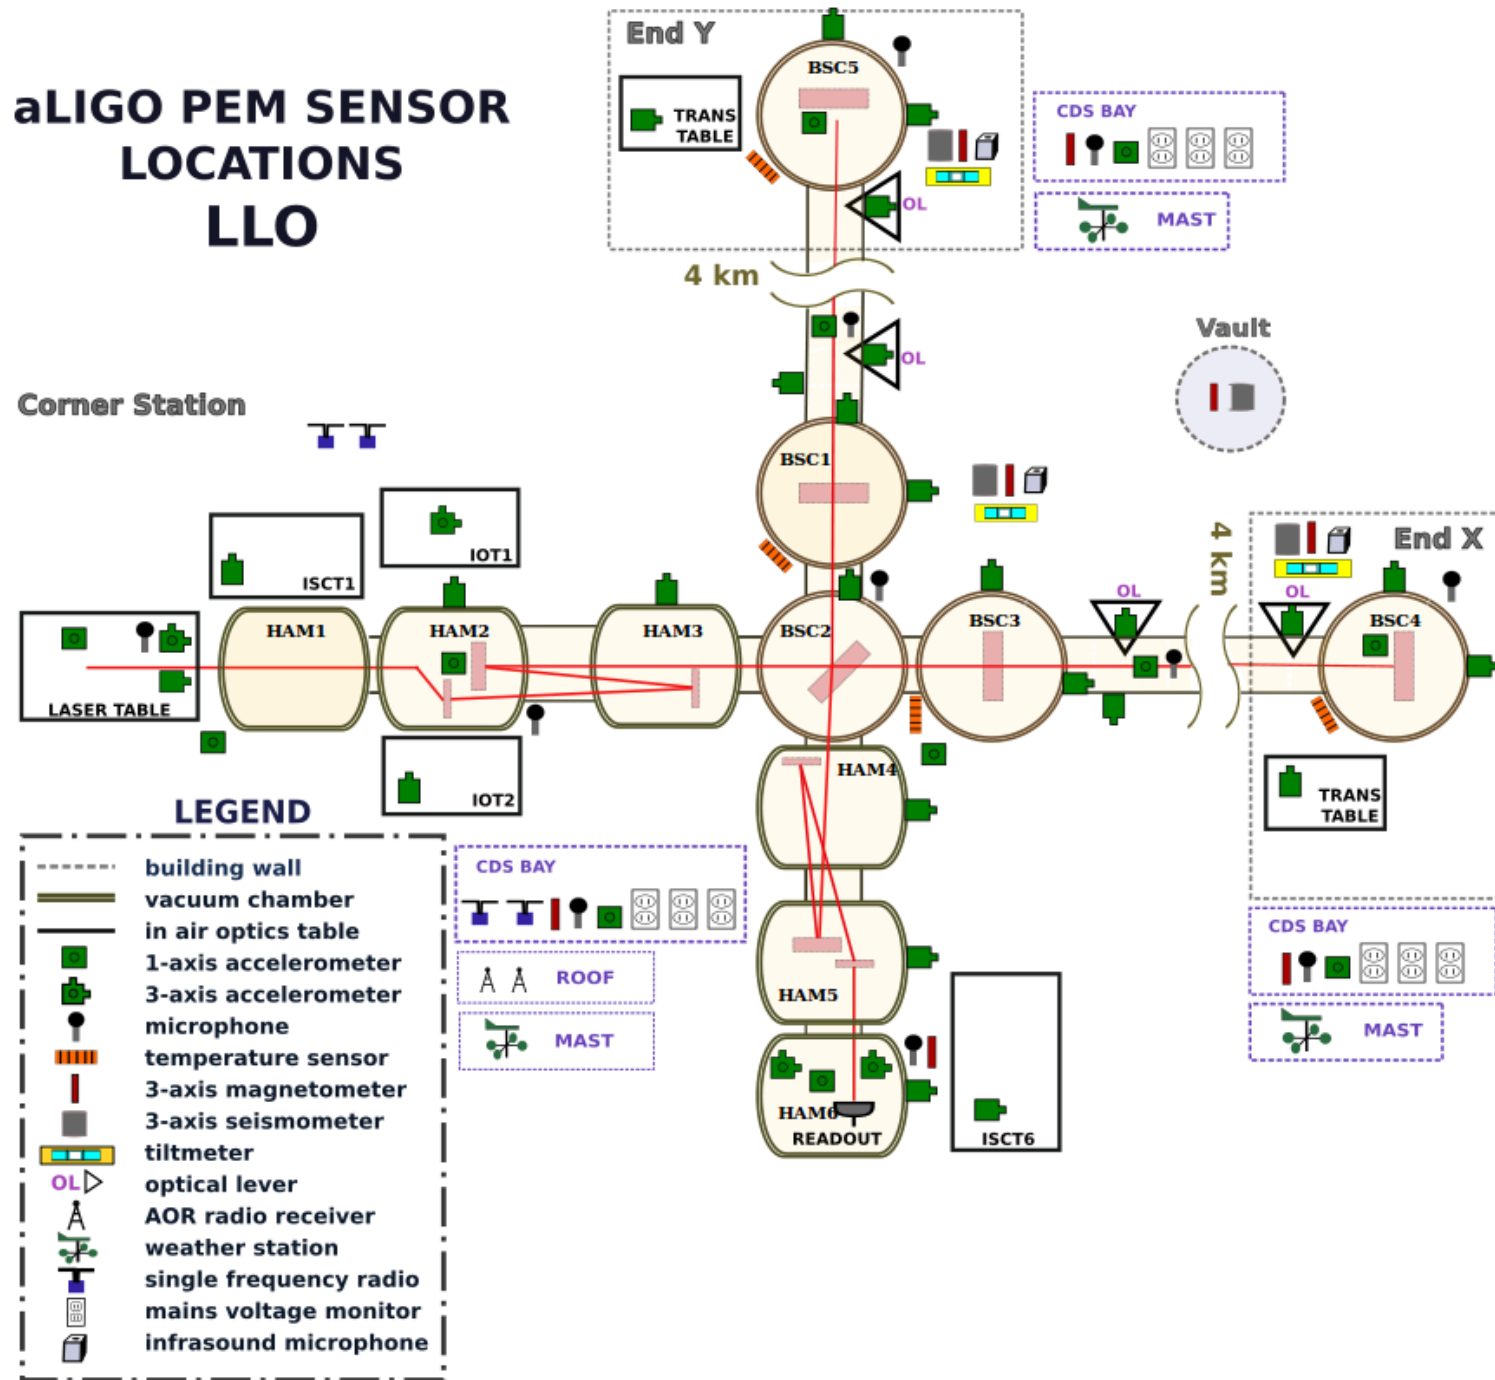 aLIGO PEM SENSOR
LOCATIONS
LLO
End Y
BSC5
TRANS
TABLE
OL
CDS BAY
MAST
4 km
OL
Vault
Corner Station
BSC1
4 km
End X
ISCT1
IOT1
OL
OL
LASER TABLE
HAM1
HAM2
HAM3
BSC2
BSC3
BSC4
IOT2
HAM4
TRANS
TABLE
LEGEND
building wall
vacuum chamber
in air optics table
1-axis accelerometer
3-axis accelerometer
microphone
temperature sensor
3-axis magnetometer
3-axis seismometer
tiltmeter
OL optical lever
AOR radio receiver
weather station
single frequency radio
mains voltage monitor
infrasound microphone
CDS BAY
ROOF
MAST
HAM5
HAM6
READOUT
ISCT6
CDS BAY
MAST